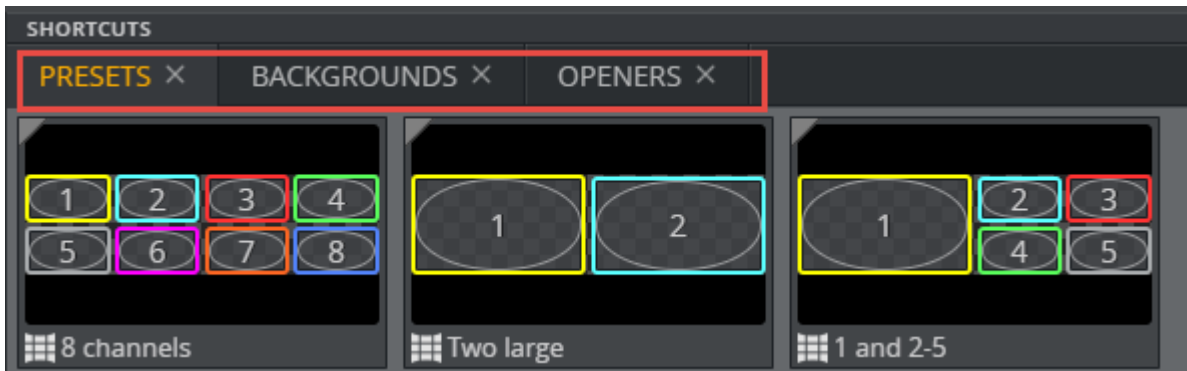 SHORTCUTS
PRESETS × BACKGROUNDS × OPENERS ×
1 2 3 4
5 6 7 8
8 channels
1 2
Two large
1 2 3
4 5
1 and 2-5